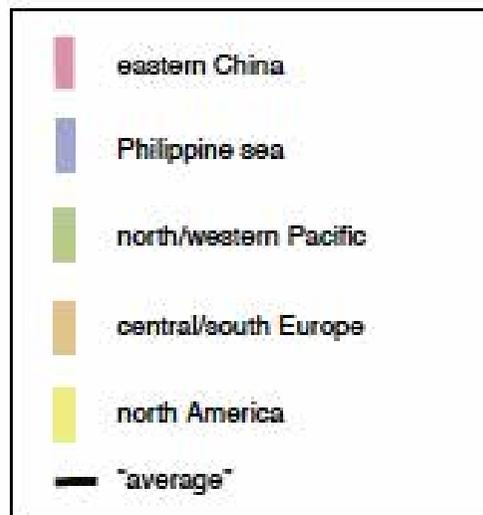 eastern China
Philippine sea
north/western Pacific
central/south Europe
north America
"average"